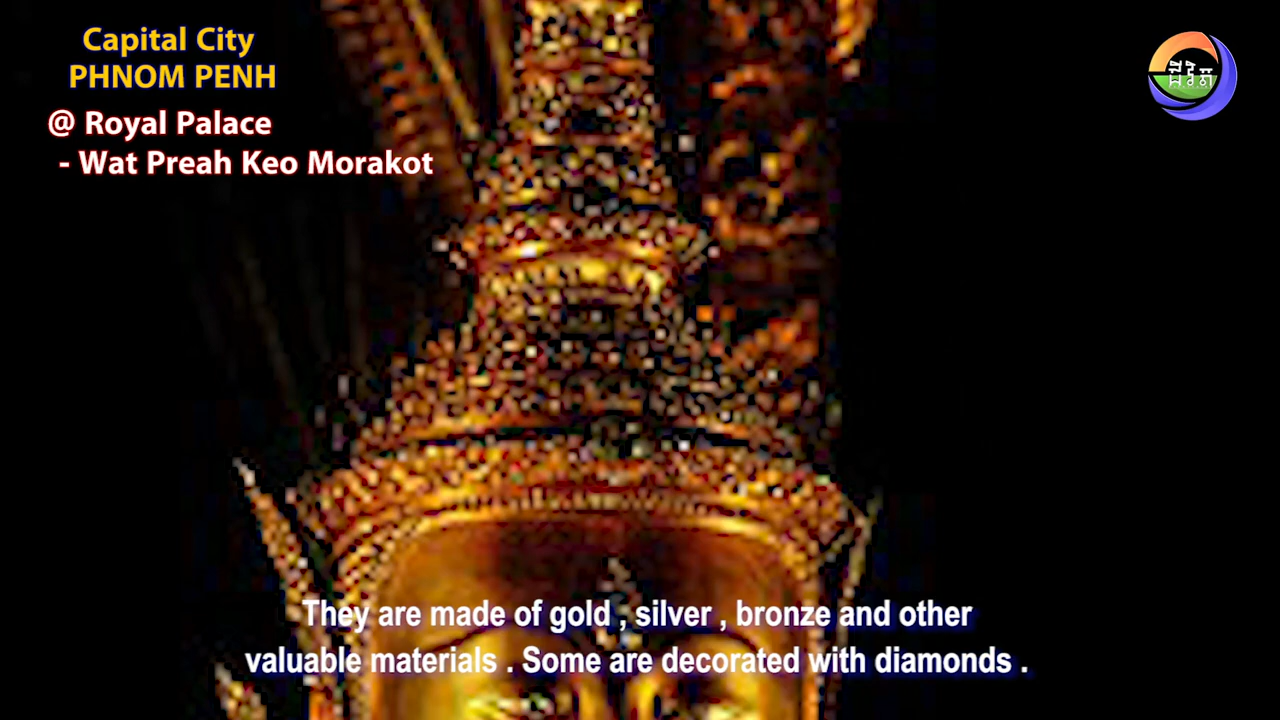 Capital City
PHNOM PENH
@ Royal Palace
- Wat Preah Keo Morakot
They are made of gold , silver , bronze and other
valuable materials . Some are decorated with diamonds .